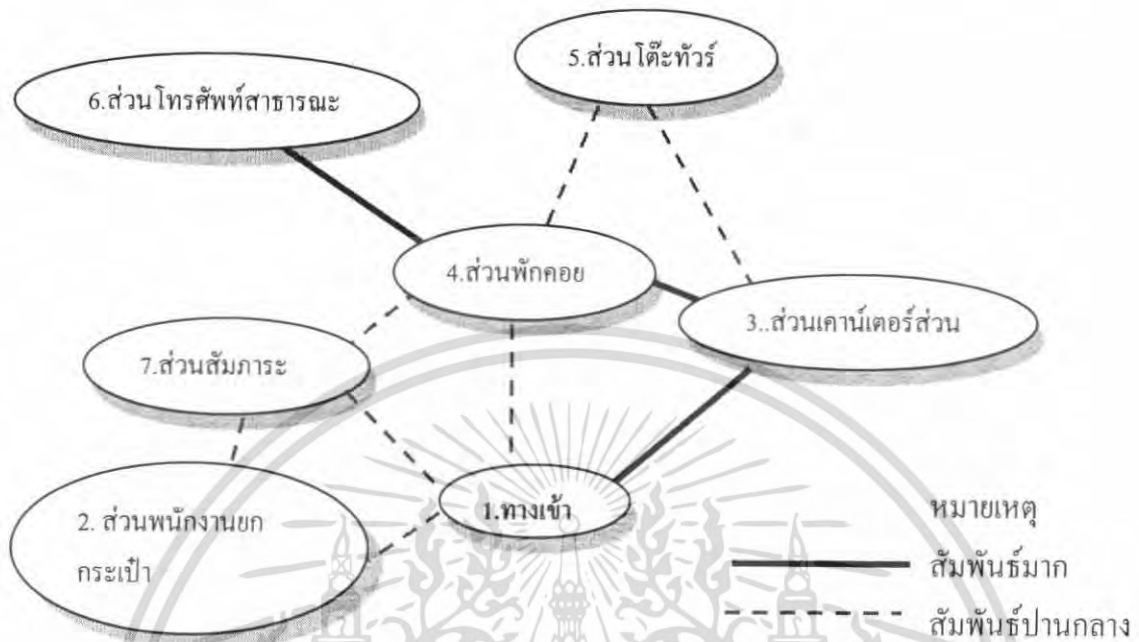 5.ส่วนโต๊ะทัวร์
6.ส่วนโทรศัพท์สาธารณะ
4.ส่วนพักคอย
3..ส่วนเคาน์เตอร์ส่วน
7.ส่วนสัมภาระ
2. ส่วนพนักงานยก
กระเป๋า
1.ทางเข้า
หมายเหตุ
สัมพันธ์มาก
สัมพันธ์ปานกลาง